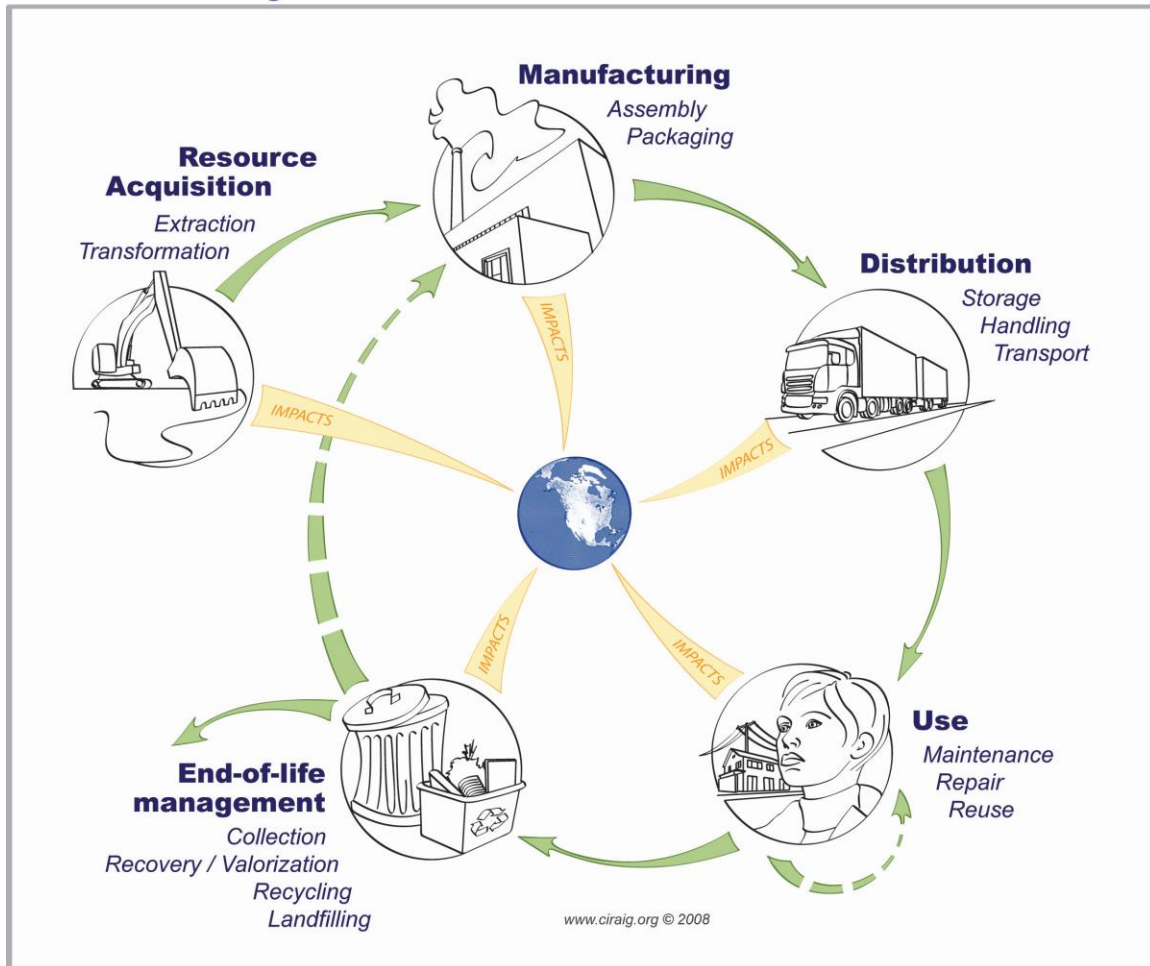 Manufacturing
Assembly
Packaging
Resource
Acquisition
Extraction
Transformation
Distribution
Storage
Handling
Transport
IMPACTS
IMPACTS
IMPACTS
IMPACTS
IMPACTS
Use
Maintenance
Repair
Reuse
End-of-life
management
Collection
Recovery / Valorization
Recycling
Landfilling
www.ciraig.org © 2008